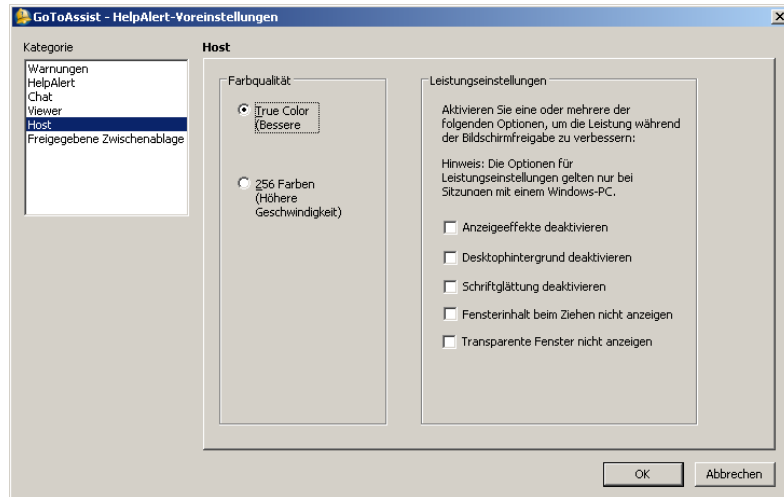 GoToAssist - HelpAlert-Voreinstellungen
Kategorie
Warnungen
HelpAlert
Chat
Viewer
Host
Freigegebene Zwischenablage
Host
Farbqualität
True Color
(Bessere
256 Farben
(Höhere
Geschwindigkeit)
Leistungseinstellungen
Aktivieren Sie eine oder mehrere der
folgenden Optionen, um die Leistung während
der Bildschirmfreigabe zu verbessern:
Hinweis: Die Optionen für
Leistungseinstellungen gelten nur bei
Sitzungen mit einem Windows-PC.
Anzeigeeffekte deaktivieren
Desktophintergrund deaktivieren
Schriftglättung deaktivieren
Fensterinhalt beim Ziehen nicht anzeigen
Transparente Fenster nicht anzeigen
OK
Abbrechen